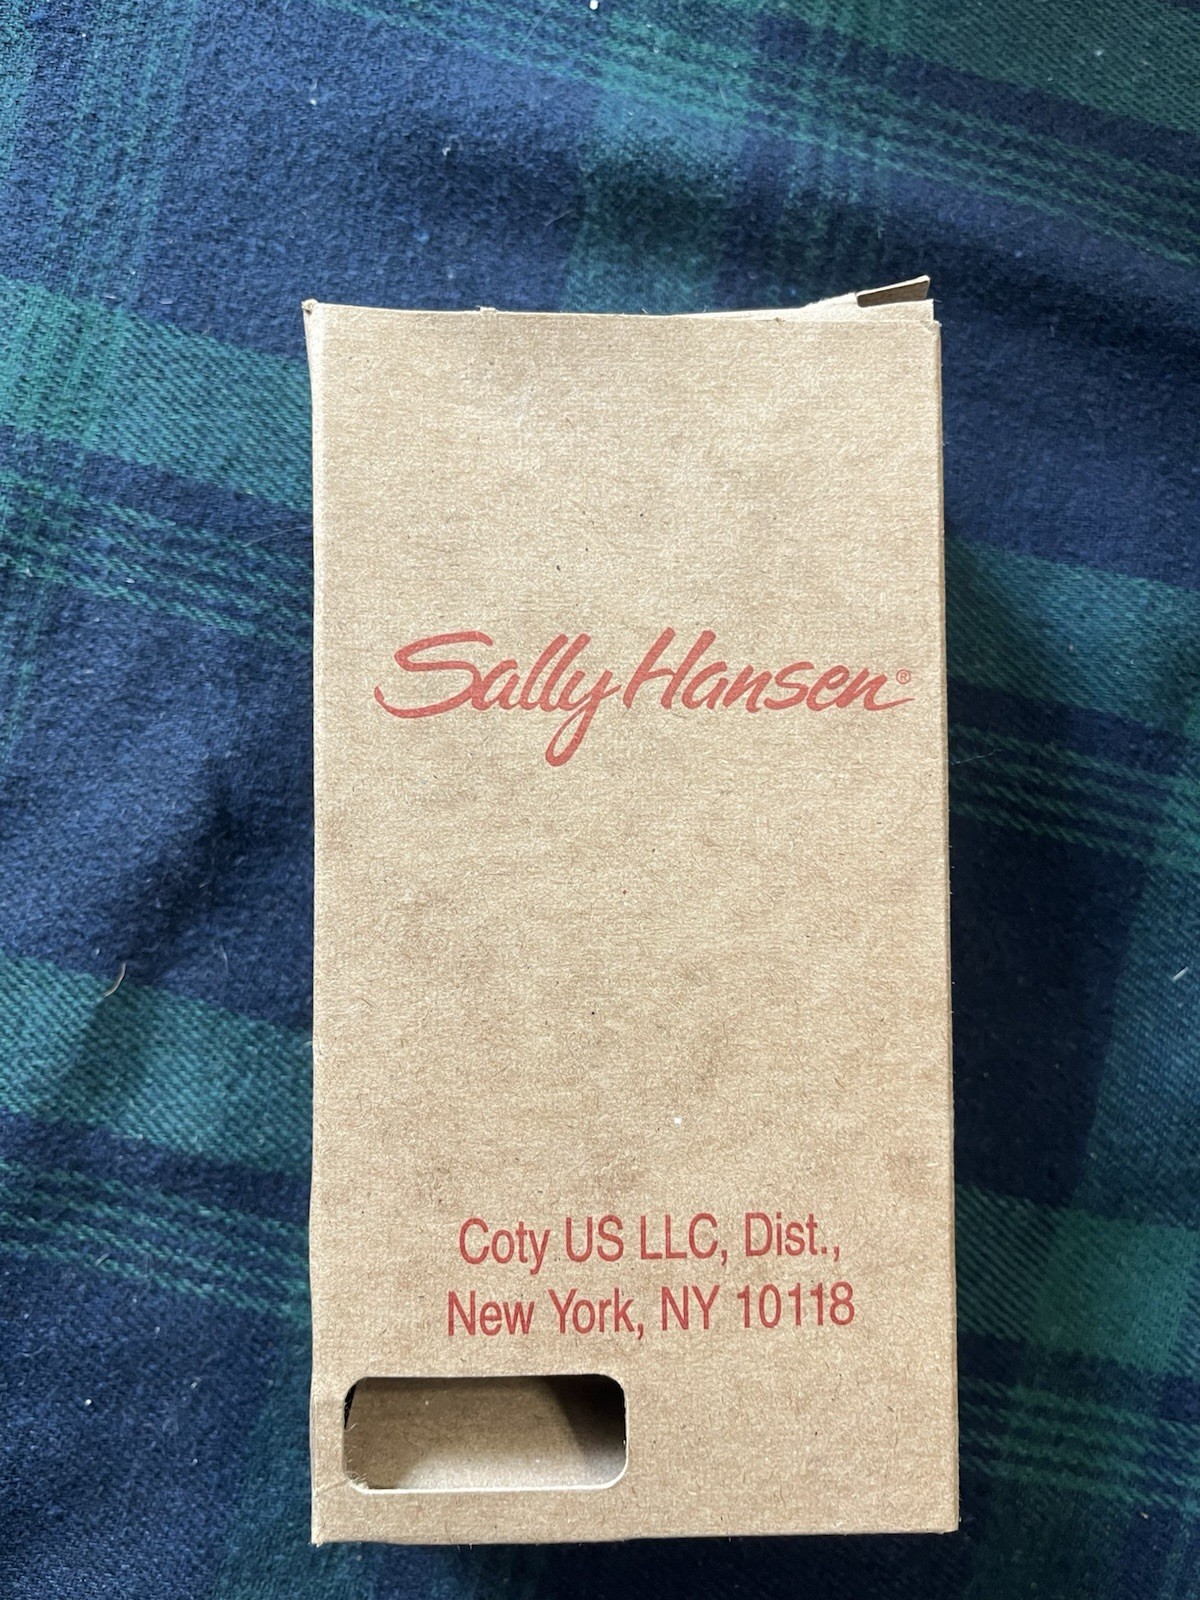 Sally Hansen®
Coty US LLC, Dist.,
New York, NY 10118